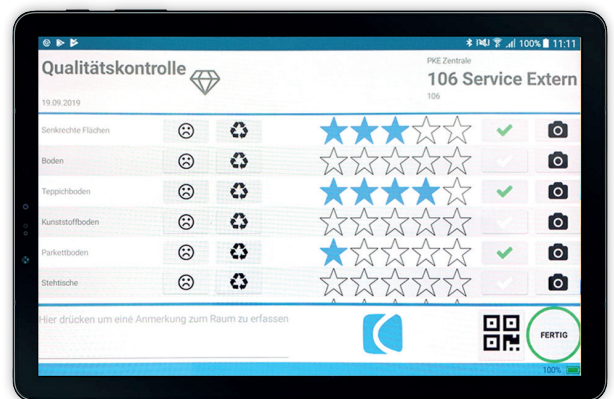 100% 11:11
Qualitätskontrolle
PKE Zentrale
106 Service Extern
19.09.2019
106
Senkrechte Flächen
Boden
Teppichboden
Kunststoffboden
Parkettboden
Stehtische
Hier drücken um eine Anmerkung zum Raum zu erfassen
FERTIG
100%